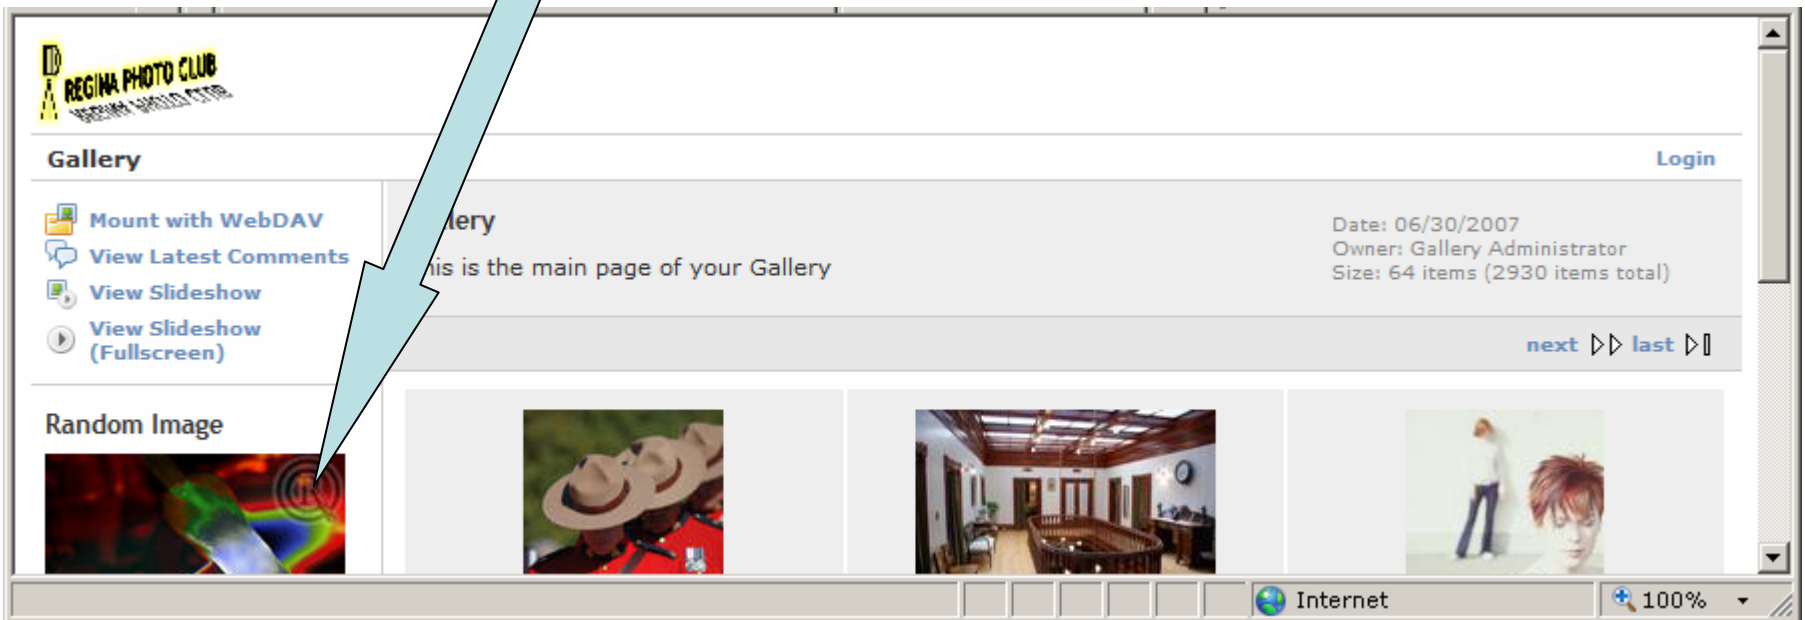 REGINA PHOTO CLUB
Gallery
Login
Mount with WebDAV
View Latest Comments
View Slideshow
View Slideshow
(Fullscreen)
lery
his is the main page of your Gallery
Date: 06/30/2007
Owner: Gallery Administrator
Size: 64 items (2930 items total)
next last
Random Image
Internet
100%